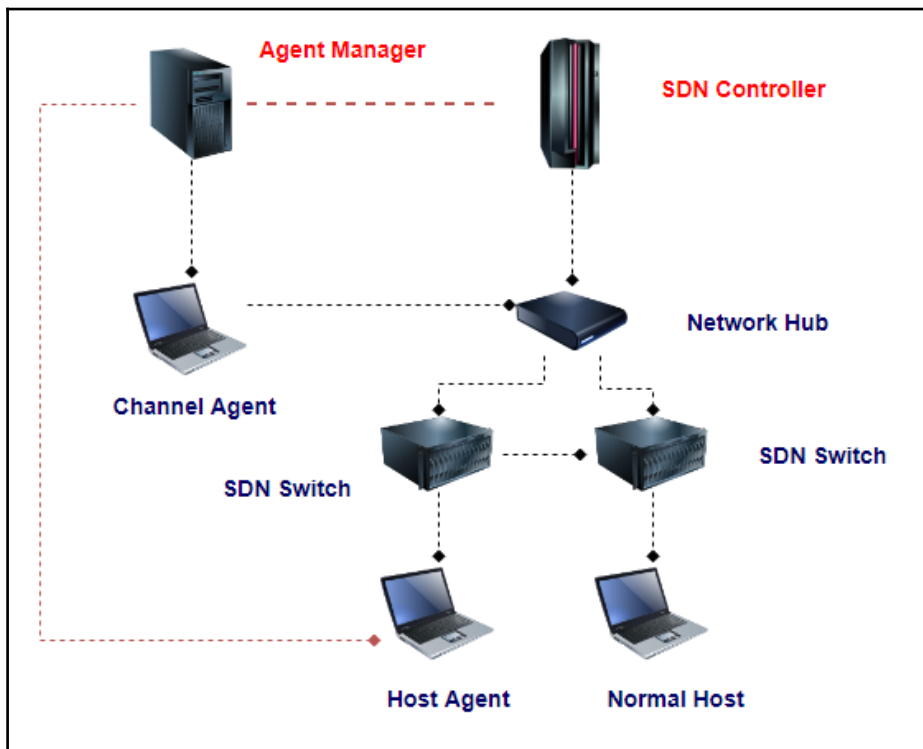 Agent Manager
SDN Controller
Network Hub
Channel Agent
SDN Switch
SDN Switch
Host Agent
Normal Host